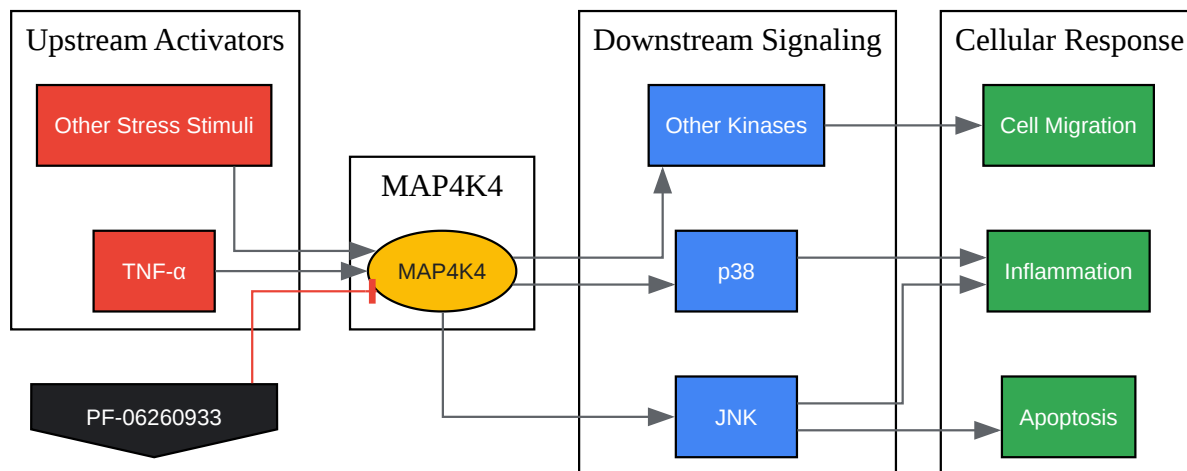 Upstream Activators
Other Stress Stimuli
TNF-α
PF-06260933
MAP4K4
MAP4K4
Downstream Signaling
Other Kinases
p38
JNK
Cellular Response
Cell Migration
Inflammation
Apoptosis